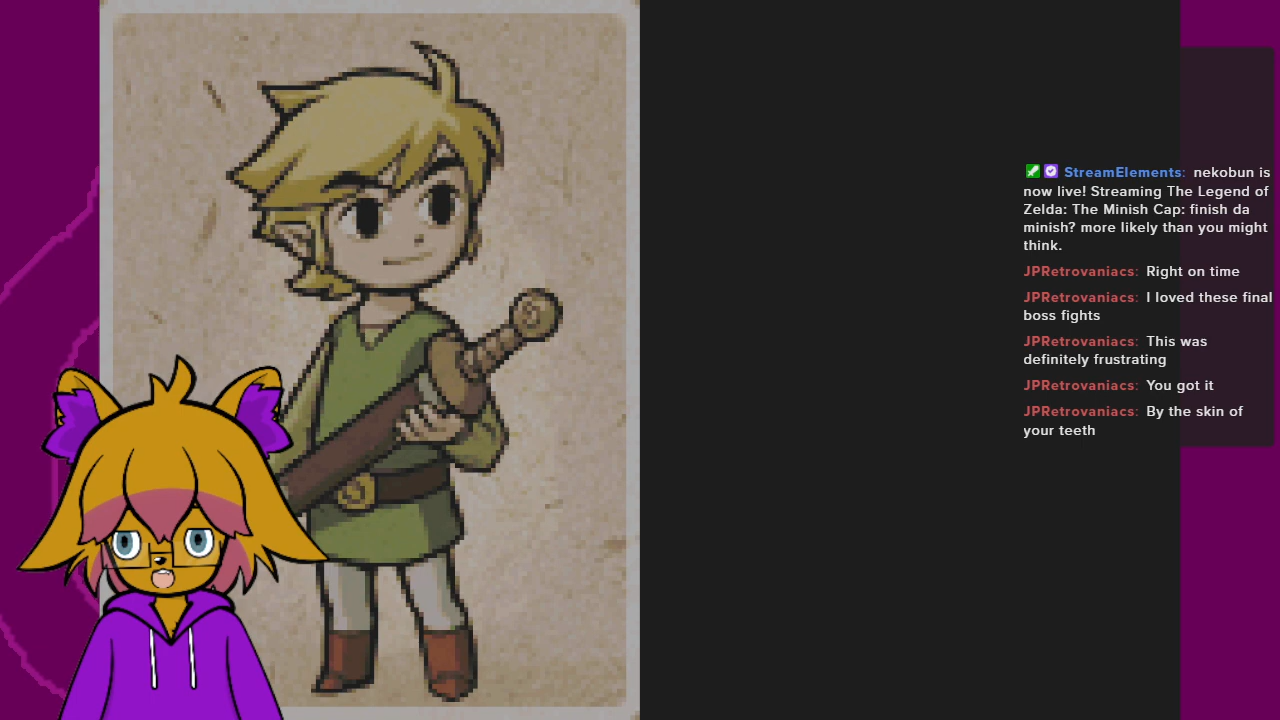 StreamElements: nekobun is
now live! Streaming The Legend of
Zelda: The Minish Cap: finish da
minish? more likely than you might
think.
JPRetrovaniacs: Right on time
JPRetrovaniacs: I loved these final
boss fights
JPRetrovaniacs: This was
definitely frustrating
JPRetrovaniacs: You got it
JPRetrovaniacs: By the skin of
your teeth